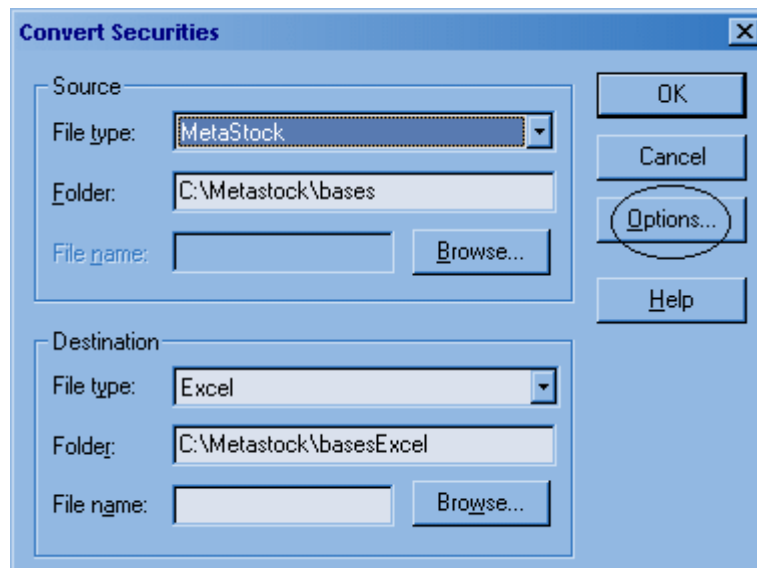 Convert Securities
Source
File type: MetaStock
Folder: C:\Metastock\bases
File name: Browse...
OK
Cancel
Options...
Help
Destination
File type: Excel
Folder: C:\Metastock\basesExcel
File name: Browse...